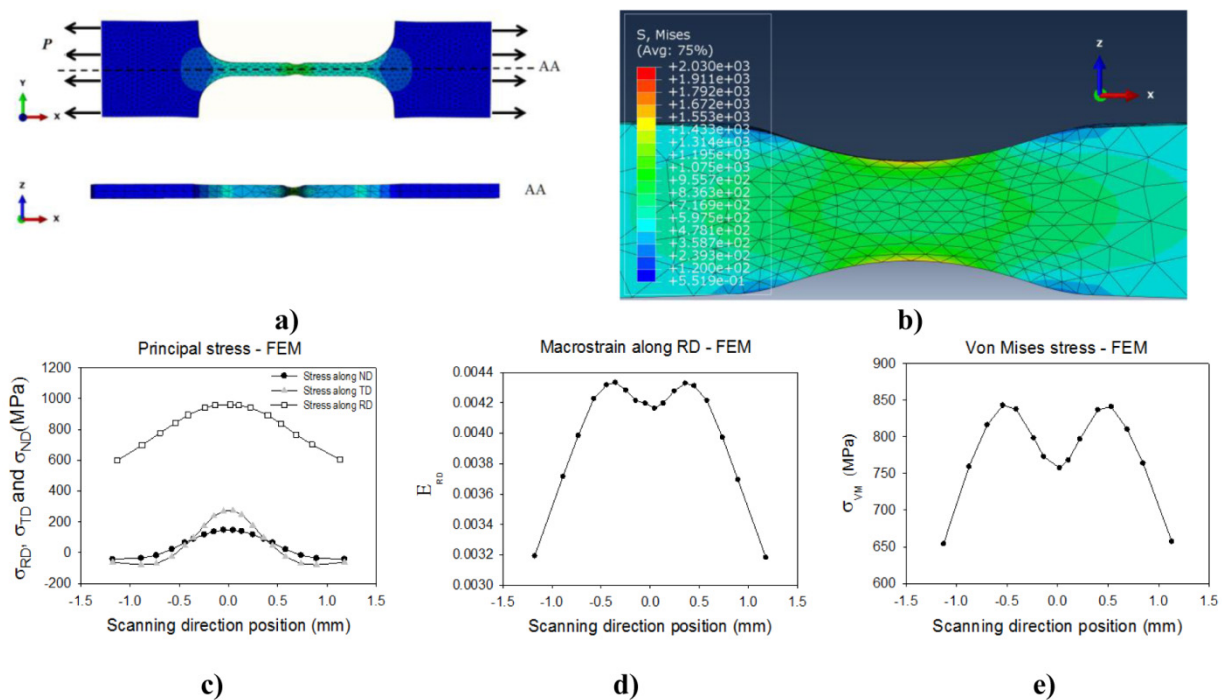 a)
P
AA
Y
X
AA
Z
X
b)
S, Mises
(Avg: 75%)
+2.030e+03
+1.911e+03
+1.792e+03
+1.672e+03
+1.553e+03
+1.433e+03
+1.314e+03
+1.195e+03
+1.075e+03
+9.557e+02
+8.363e+02
+7.169e+02
+5.975e+02
+4.781e+02
+3.587e+02
+2.393e+02
+1.200e+02
+5.519e-01
Z
X
a)
b)
Principal stress - FEM
1200
1000
800
600
400
200
0
-200
Stress along ND
Stress along TD
Stress along RD
σRD, σTD and σND(MPa)
-1.5 -1.0 -0.5 0.0 0.5 1.0 1.5
Scanning direction position (mm)
Macrostrain along RD - FEM
0.0044
0.0042
0.0040
0.0038
0.0036
0.0034
0.0032
0.0030
E RD
-1.5 -1.0 -0.5 0.0 0.5 1.0 1.5
Scanning direction position (mm)
Von Mises stress - FEM
900
850
800
750
700
650
600
σVM (MPa)
-1.5 -1.0 -0.5 0.0 0.5 1.0 1.5
Scanning direction position (mm)
c)
d)
e)